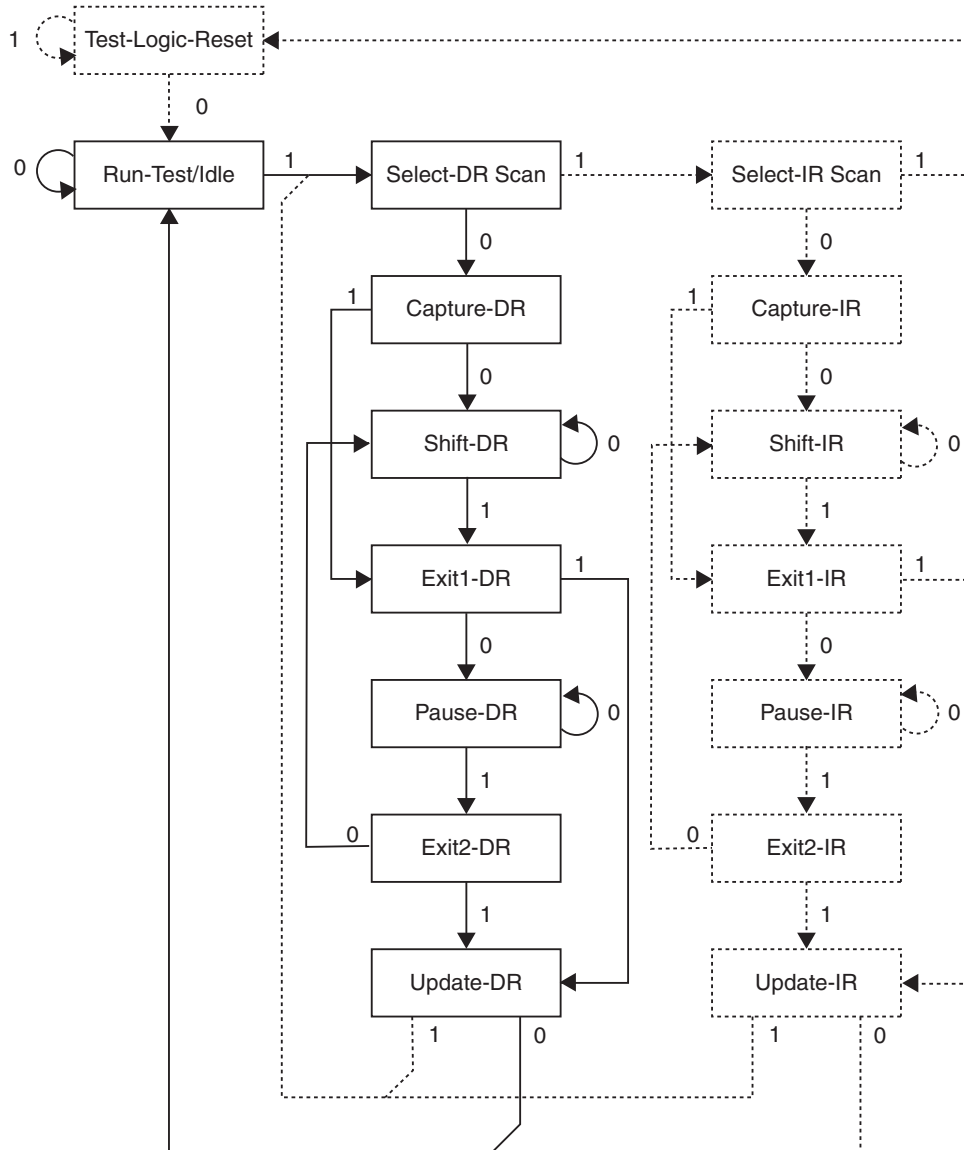 1
Test-Logic-Reset
0
0
Run-Test/Idle
1
Select-DR Scan
1
Select-IR Scan
1
0
0
1
Capture-DR
1
Capture-IR
0
0
Shift-DR
0
Shift-IR
0
1
1
Exit1-DR
1
Exit1-IR
1
0
0
Pause-DR
0
Pause-IR
0
1
1
0
Exit2-DR
0
Exit2-IR
1
1
Update-DR
Update-IR
1
0
1
0